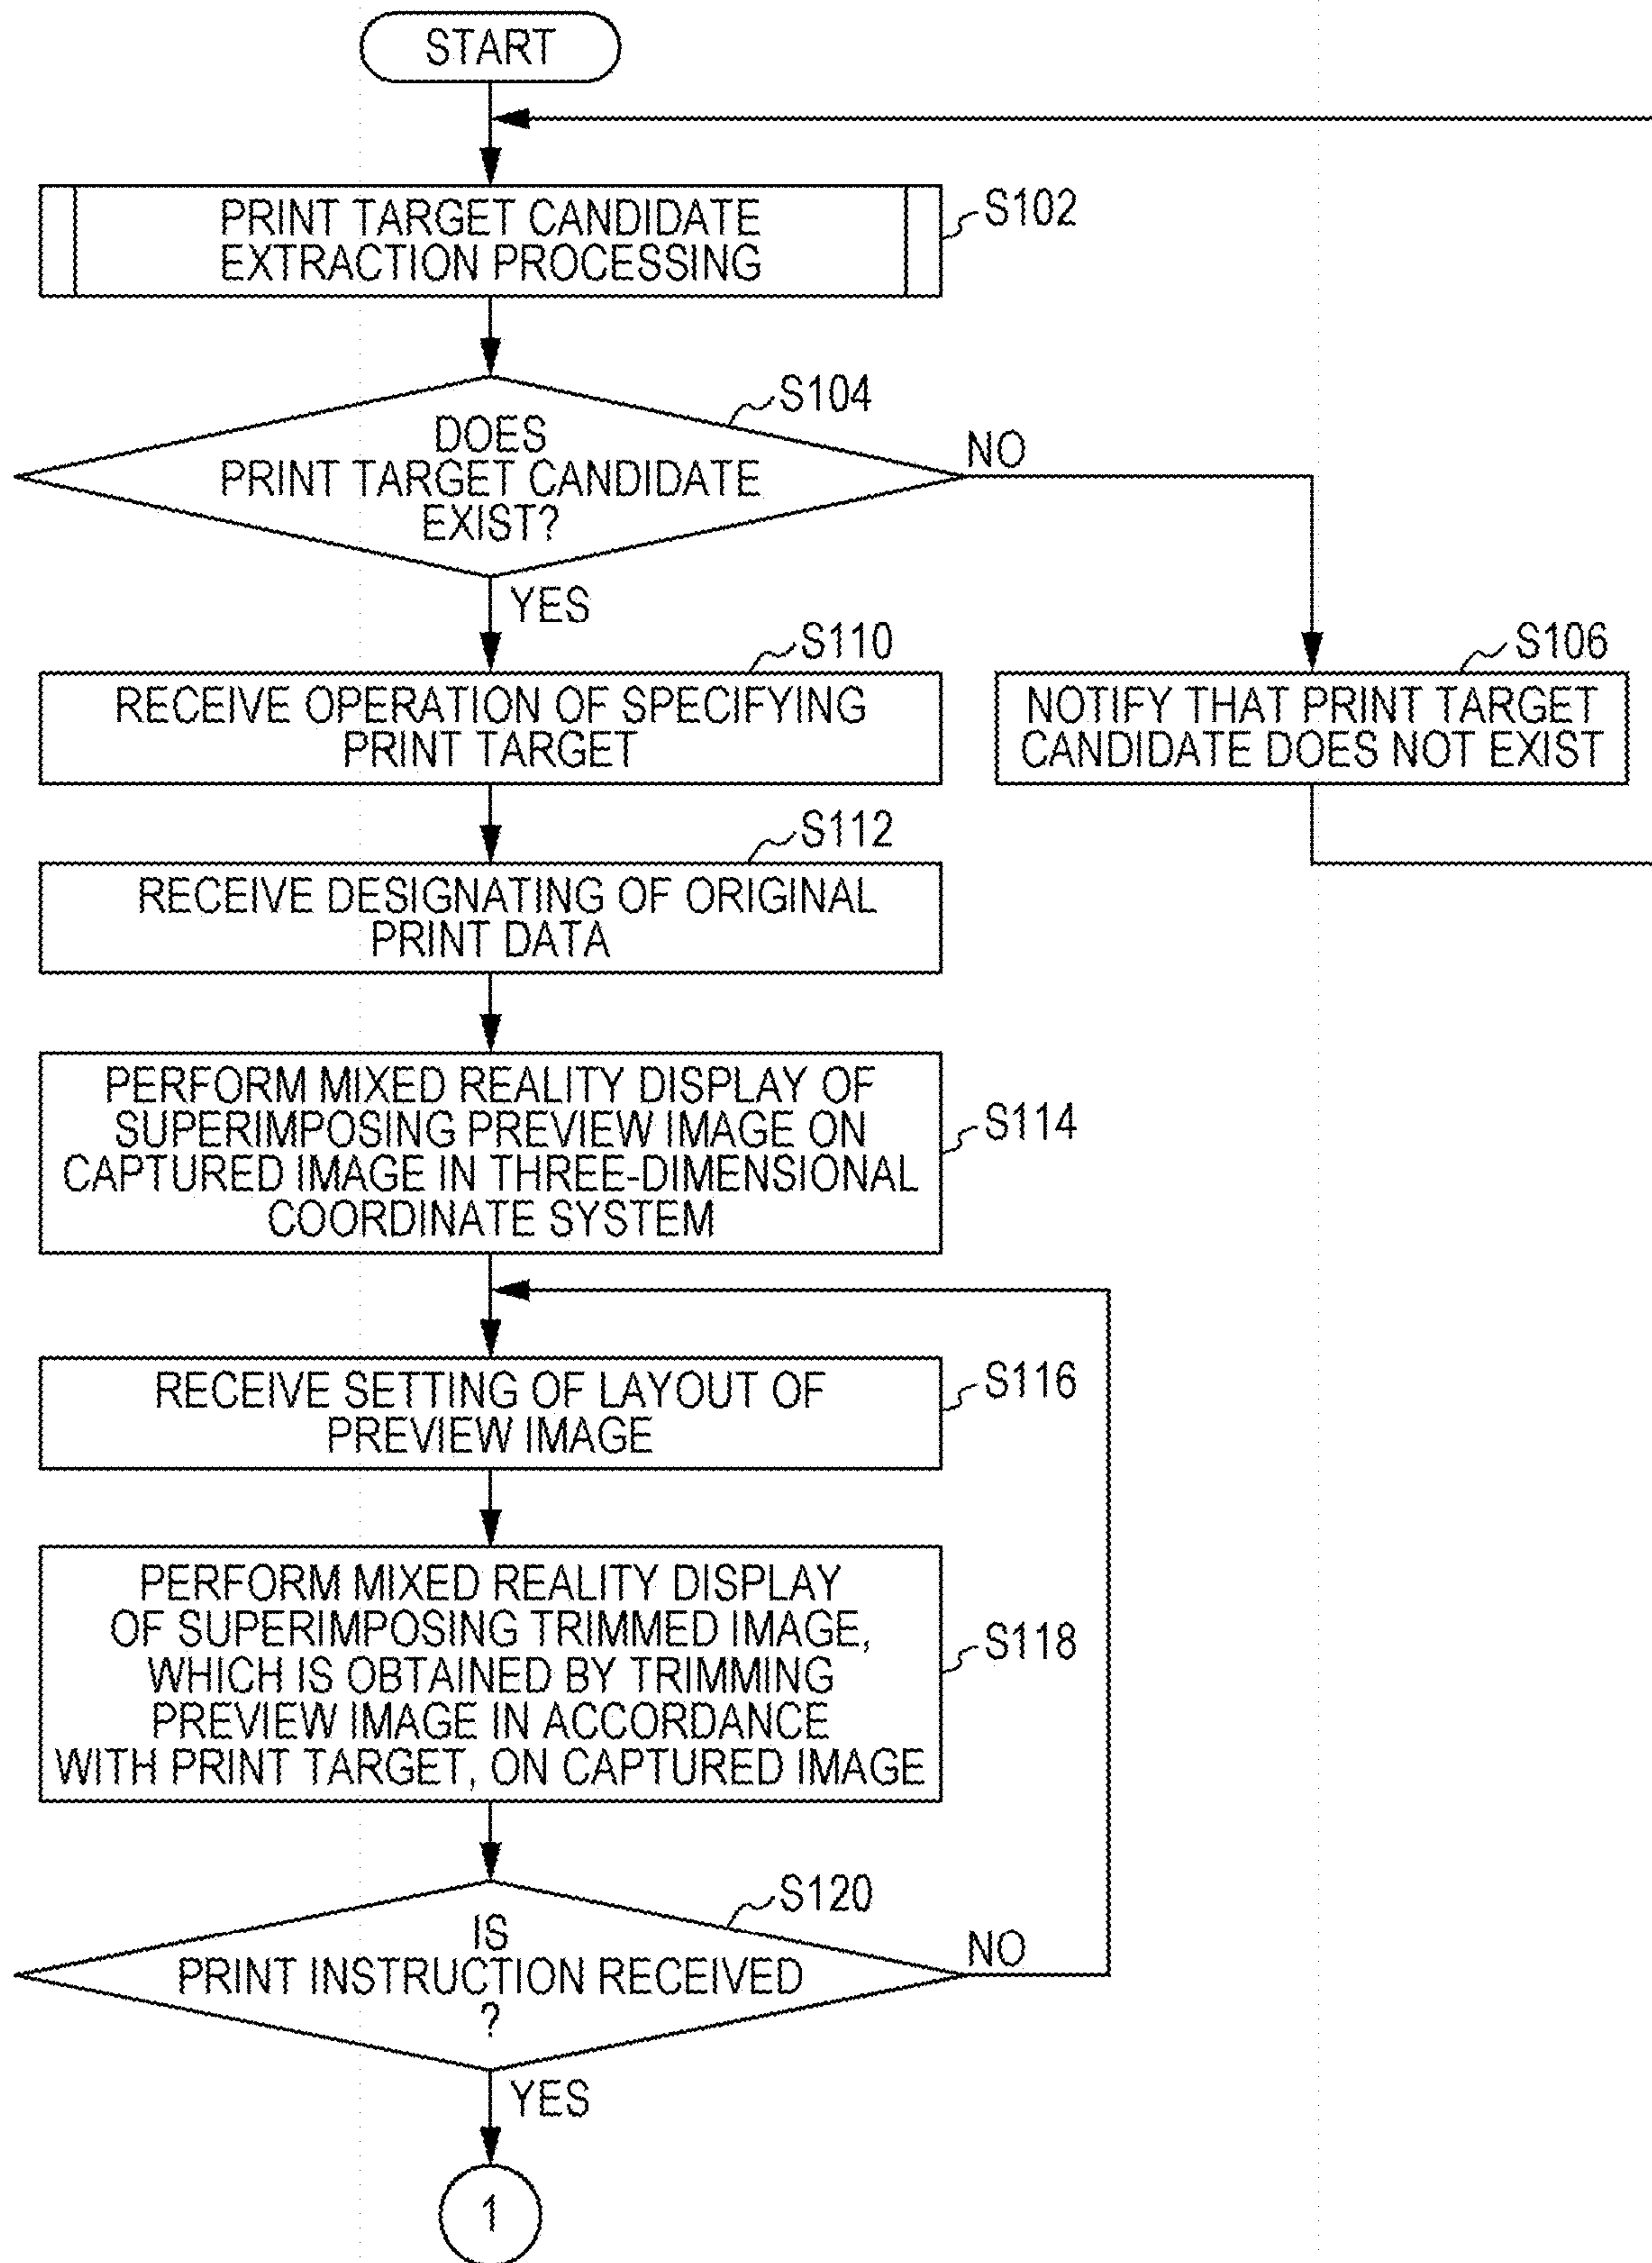 START
PRINT TARGET CANDIDATE
EXTRACTION PROCESSING
S102
S104
DOES
PRINT TARGET CANDIDATE
EXIST?
NO
YES
S110
RECEIVE OPERATION OF SPECIFYING
PRINT TARGET
S106
NOTIFY THAT PRINT TARGET
CANDIDATE DOES NOT EXIST
S112
RECEIVE DESIGNATING OF ORIGINAL
PRINT DATA
PERFORM MIXED REALITY DISPLAY OF
SUPERIMPOSING PREVIEW IMAGE ON
CAPTURED IMAGE IN THREE-DIMENSIONAL
COORDINATE SYSTEM
S114
RECEIVE SETTING OF LAYOUT OF
PREVIEW IMAGE
S116
PERFORM MIXED REALITY DISPLAY
OF SUPERIMPOSING TRIMMED IMAGE,
WHICH IS OBTAINED BY TRIMMING
PREVIEW IMAGE IN ACCORDANCE
WITH PRINT TARGET, ON CAPTURED IMAGE
S118
S120
IS
PRINT INSTRUCTION RECEIVED
?
NO
YES
1